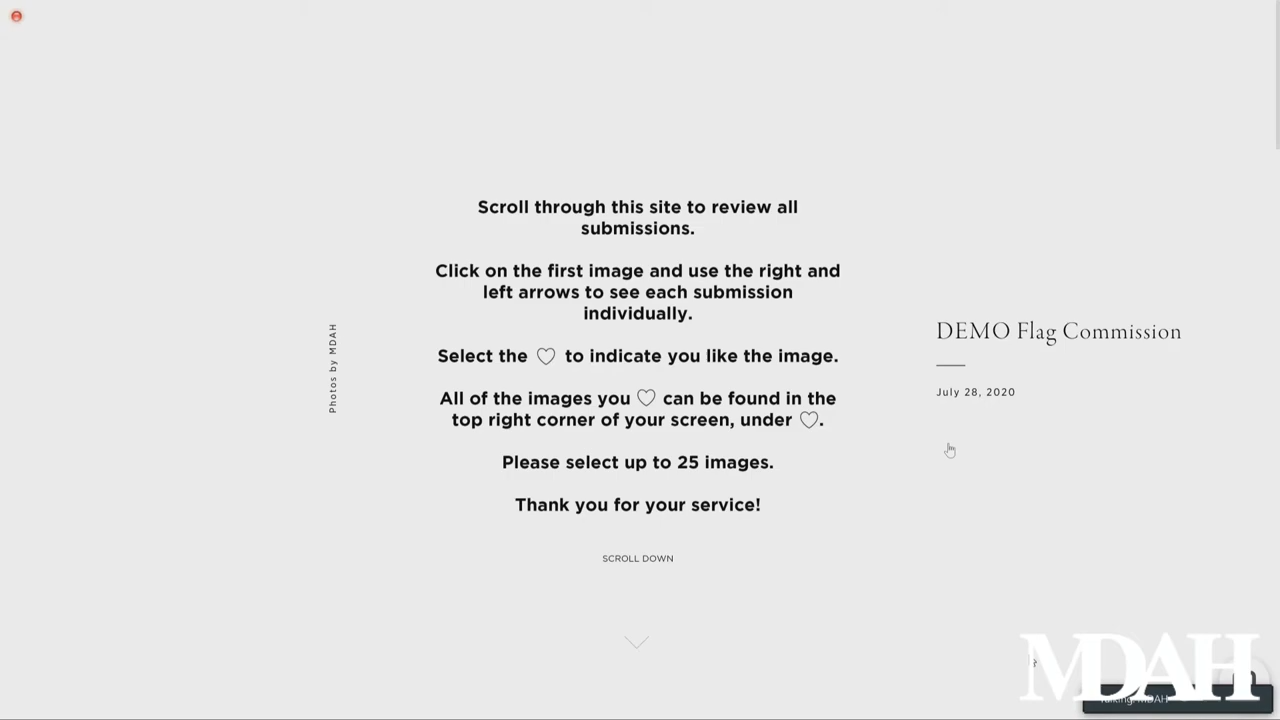 Scroll through this site to review all
submissions.
Click on the first image and use the right and
left arrows to see each submission
individually.
Select the ♡ to indicate you like the image.
All of the images you ♡ can be found in the
top right corner of your screen, under ♡.
Please select up to 25 images.
Thank you for your service!
SCROLL DOWN
Photos by MDAH
DEMO Flag Commission
July 28, 2020
MDAH
Talking: MDAH